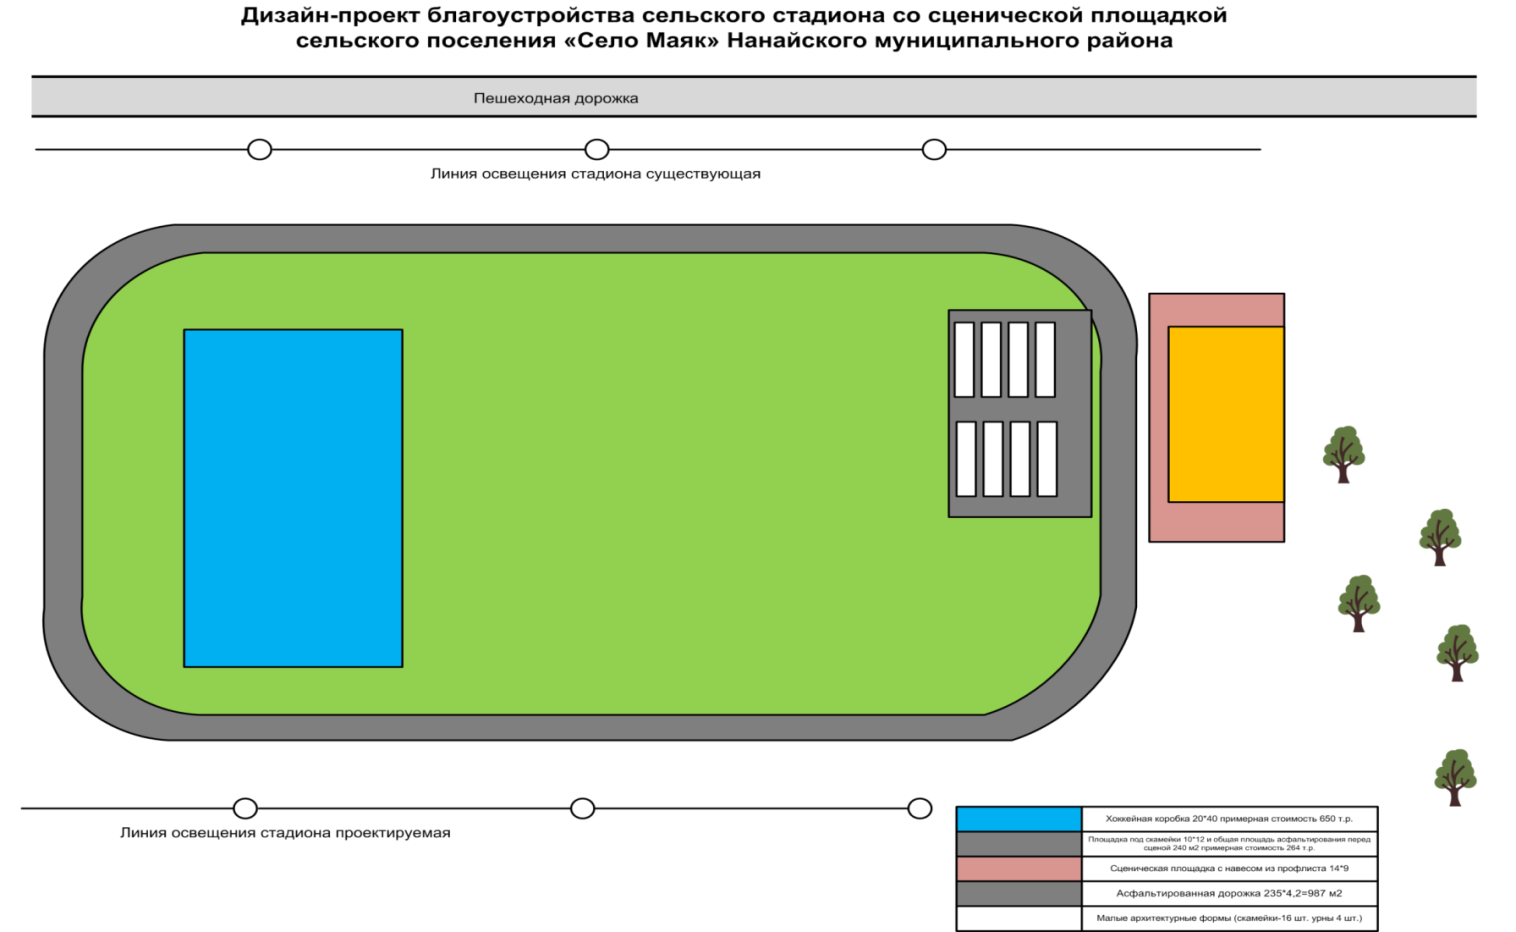 Дизайн-проект благоустройства сельского стадиона со сценической площадкой
сельского поселения «Село Маяк» Нанайского муниципального района
Пешеходная дорожка
Линия освещения стадиона существующая
Линия освещения стадиона проектируемая
Хоккейная коробка 20*40 примерная стоимость 650 т.р.
Площадка под скамейки 10*12 и общая площадь асфальтирования перед
сценой 240 м2 примерная стоимость 264 т.р.
Сценическая площадка с навесом из профлиста 14*9
Асфальтированная дорожка 235*4,2=987 м2
Малые архитектурные формы (скамейки-16 шт. урны 4 шт.)